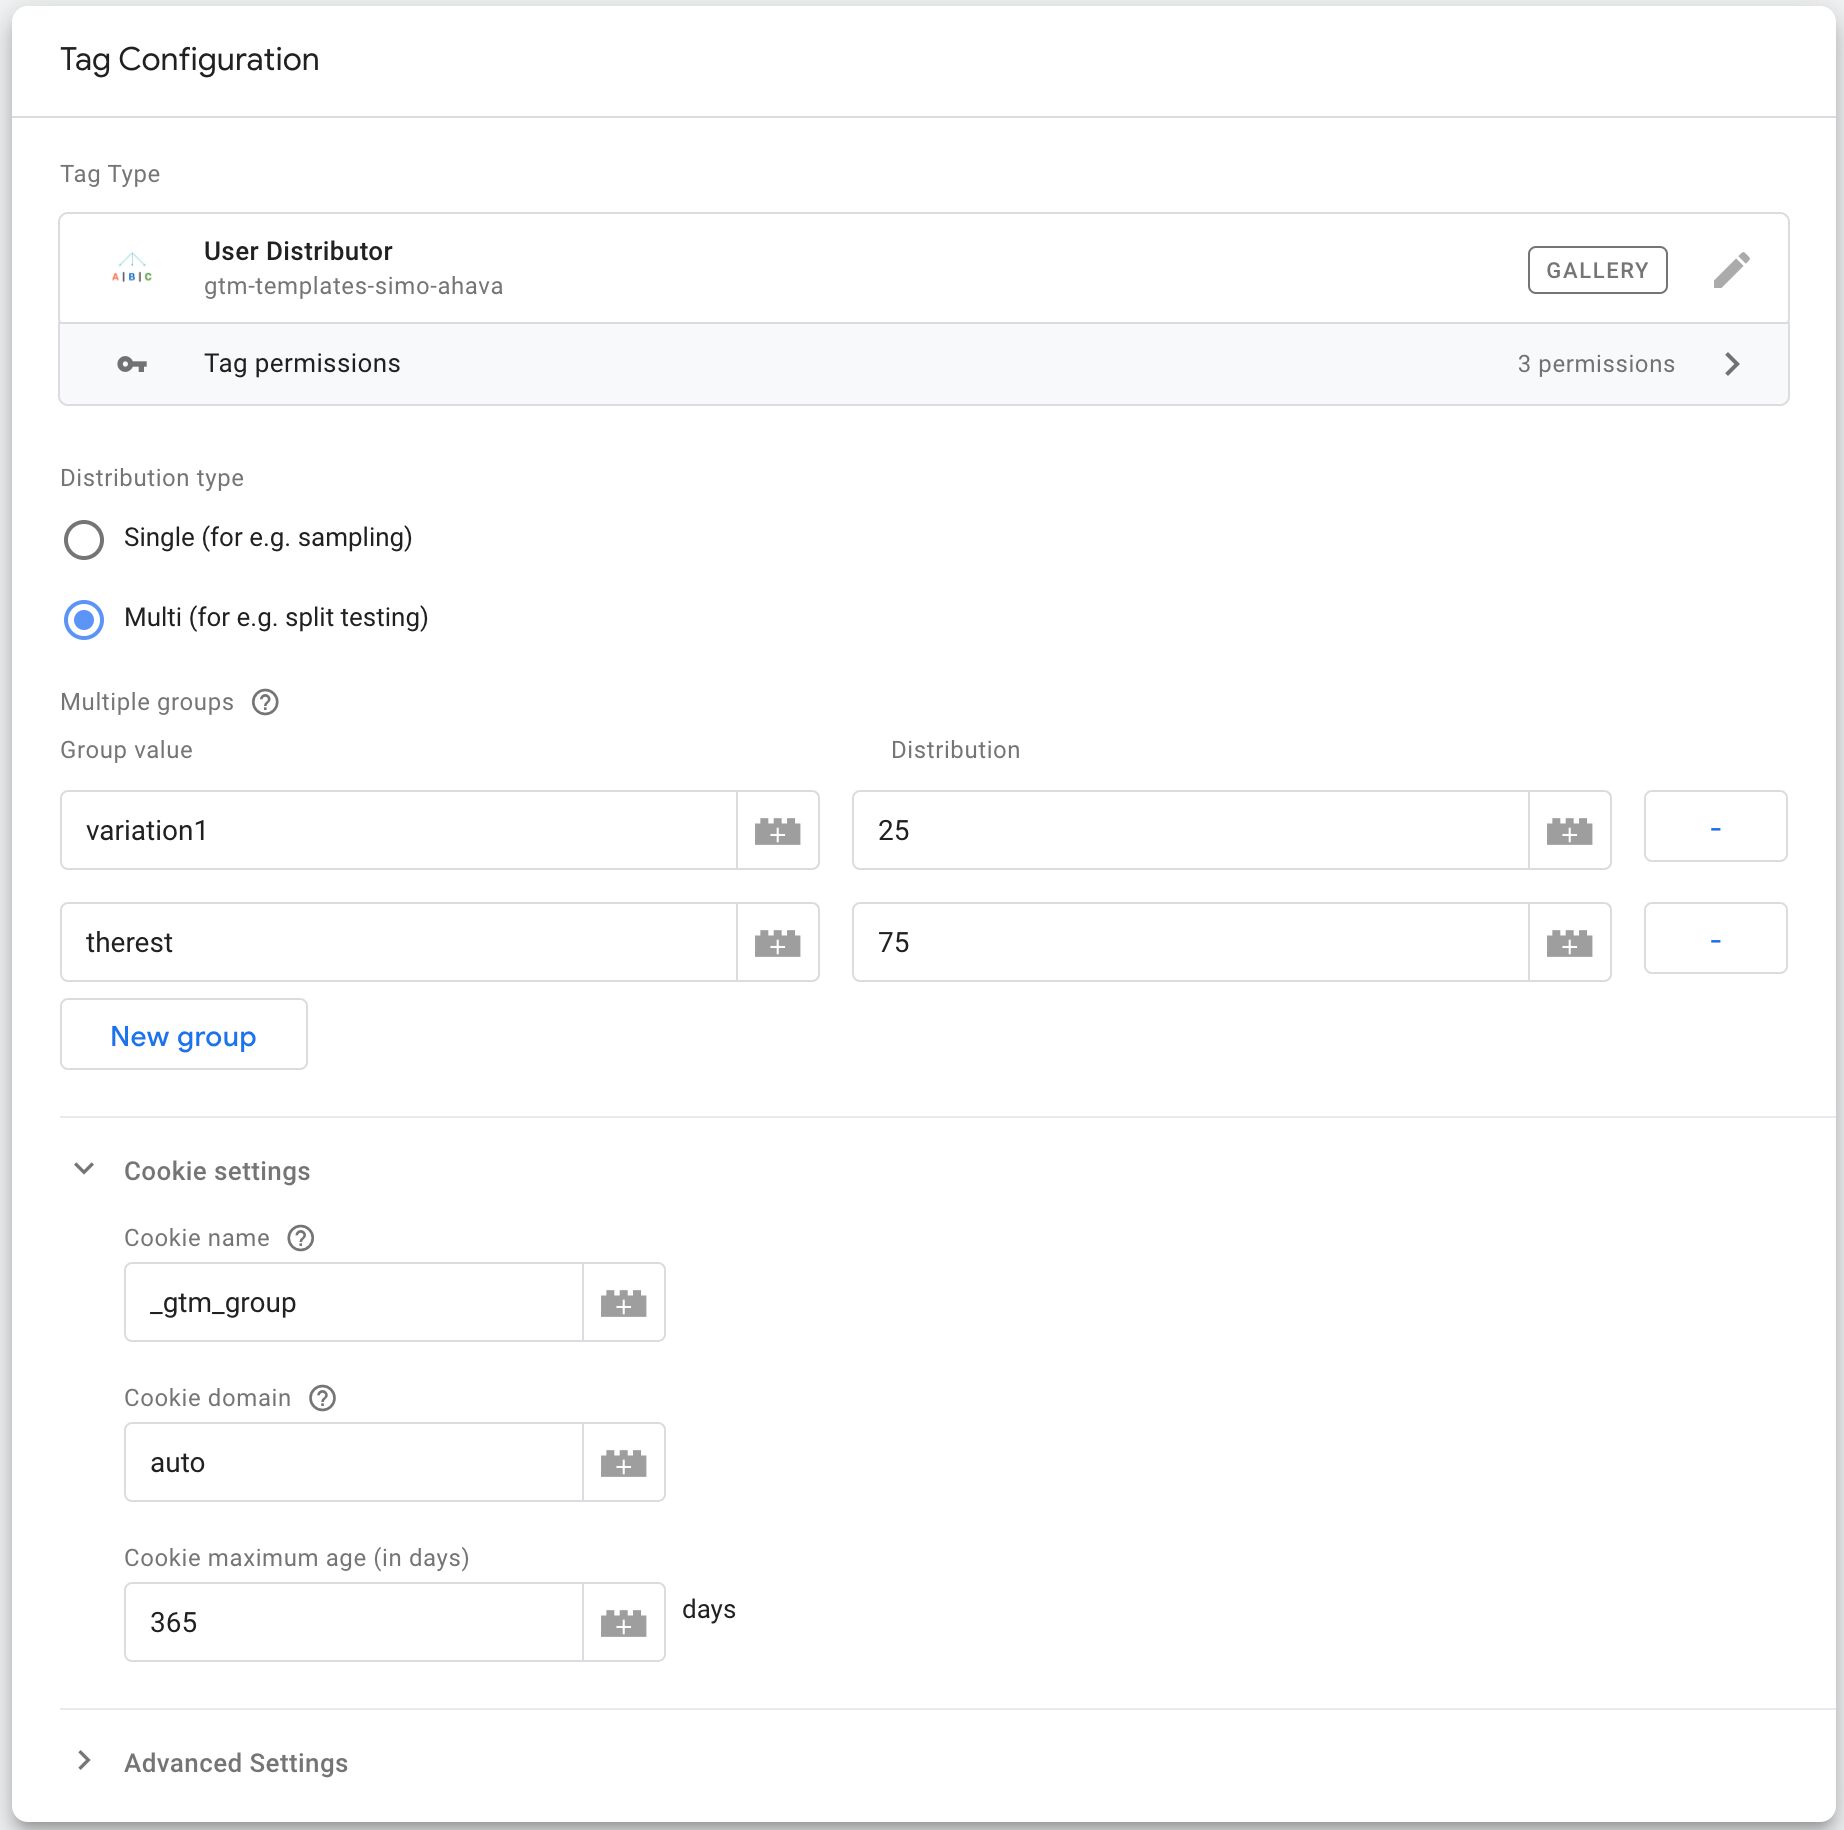 Tag Configuration
Tag Type
User Distributor
gtm-templates-simo-ahava
GALLERY
A|B|C
Tag permissions
3 permissions
Distribution type
Single (for e.g. sampling)
Multi (for e.g. split testing)
Multiple groups ?
Group value
Distribution
variation1
25
-
therest
75
-
New group
Cookie settings
Cookie name ?
_gtm_group
Cookie domain ?
auto
Cookie maximum age (in days)
365
days
Advanced Settings